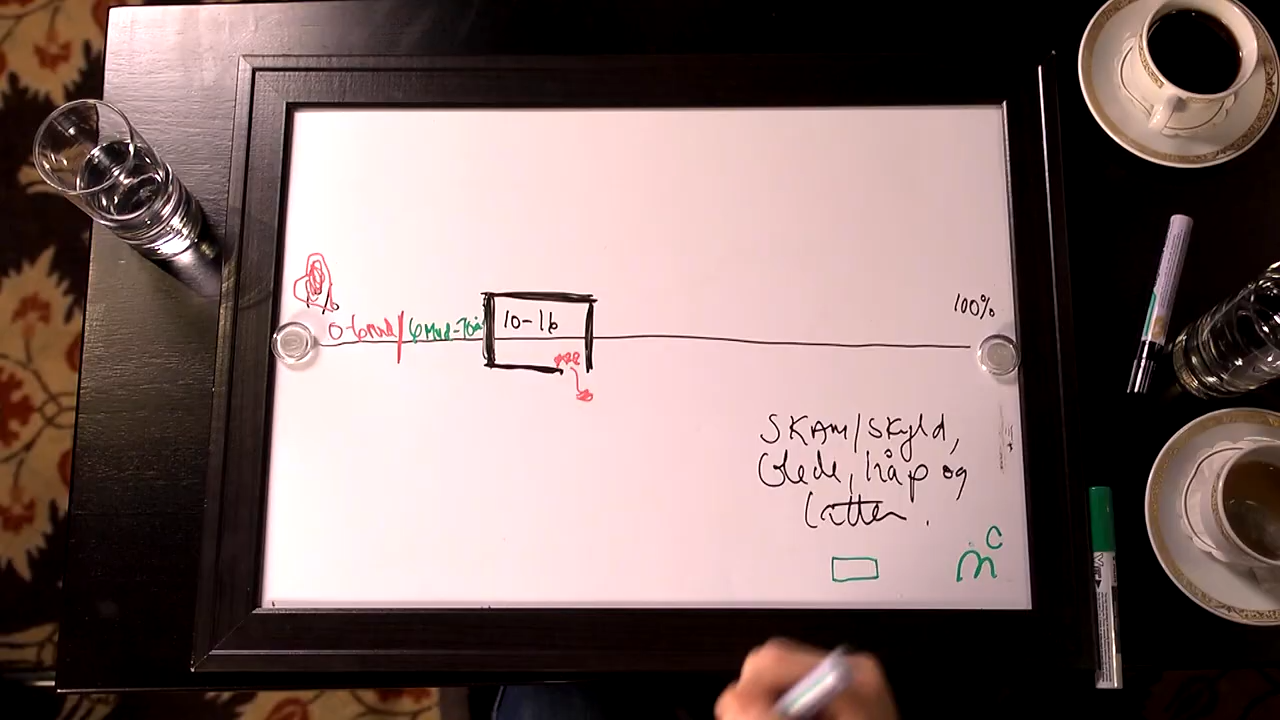 100%
0-6Mnd/6Mnd-10år
10-16
SKAM/SKyld,
Glede, håp og
latter.